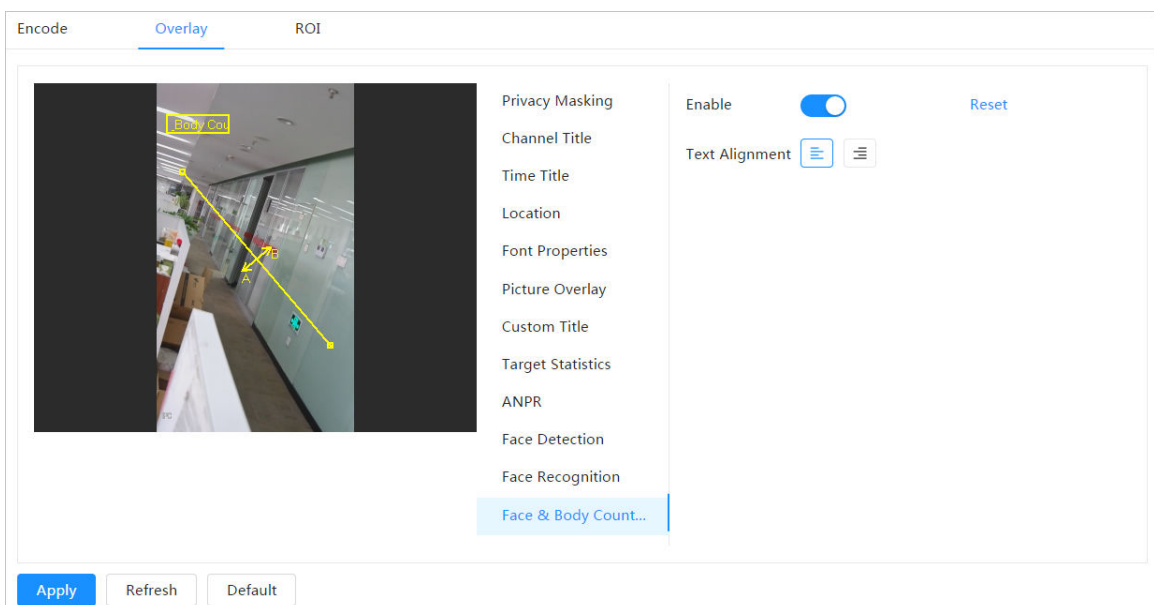 Encode Overlay ROI
Body Cou
A
B
IPC
Privacy Masking
Channel Title
Time Title
Location
Font Properties
Picture Overlay
Custom Title
Target Statistics
ANPR
Face Detection
Face Recognition
Face & Body Count...
Enable Reset
Text Alignment
Apply Refresh Default